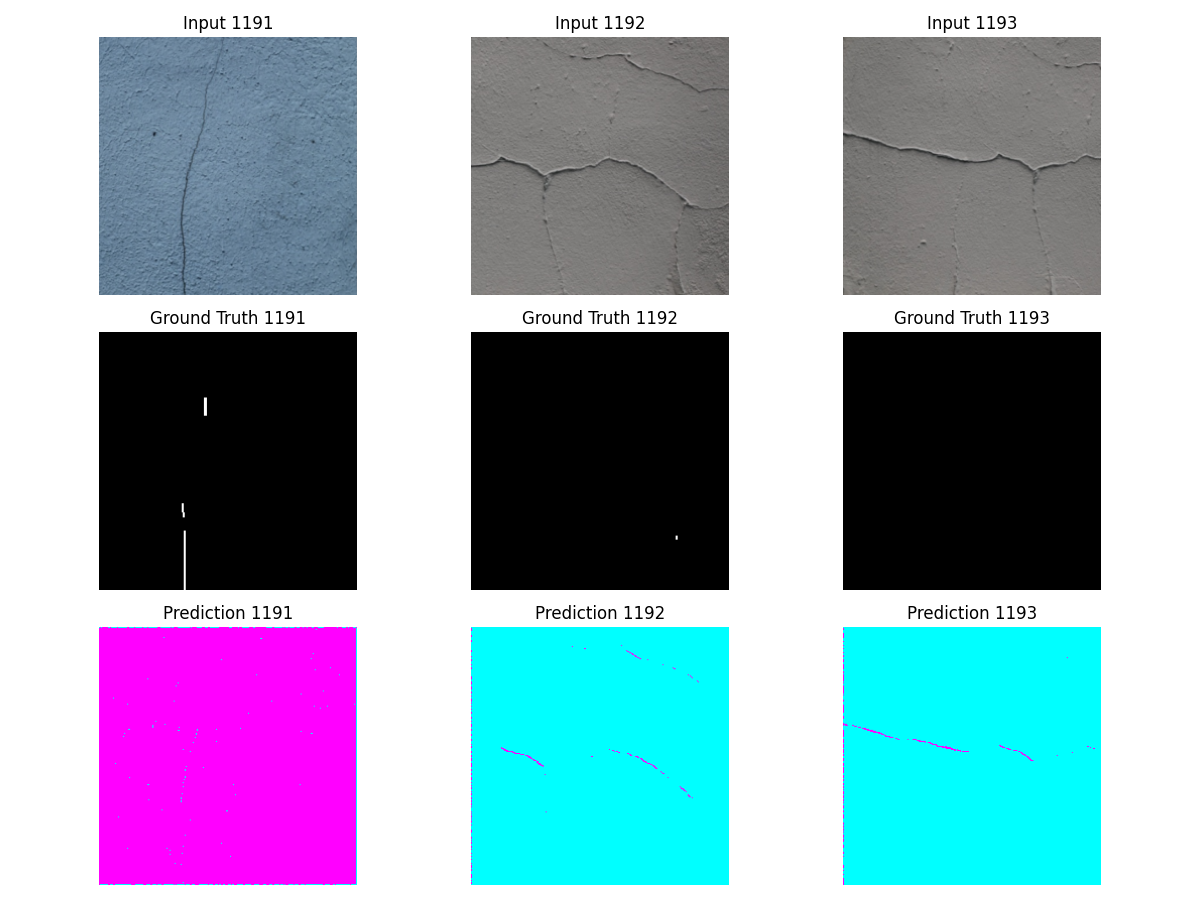 Input 1191
Input 1192
Input 1193
Ground Truth 1191
Ground Truth 1192
Ground Truth 1193
Prediction 1191
Prediction 1192
Prediction 1193